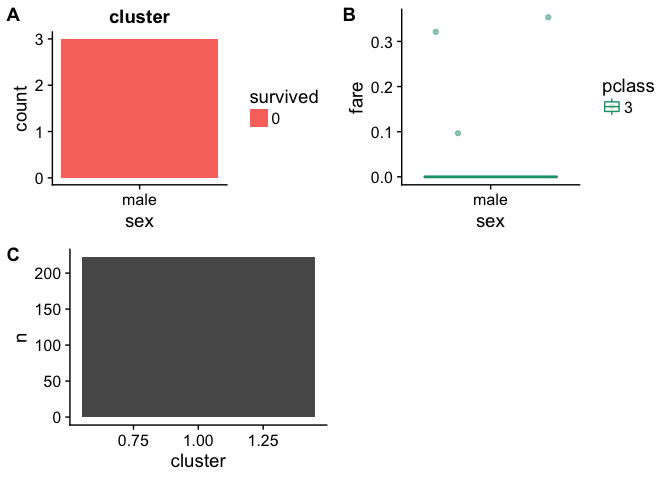 A
cluster
3
2
1
0
count
male
sex
survived
0
B
0.3
0.2
0.1
0.0
fare
male
sex
pclass
3
C
200
150
100
50
0
n
0.75 1.00 1.25
cluster